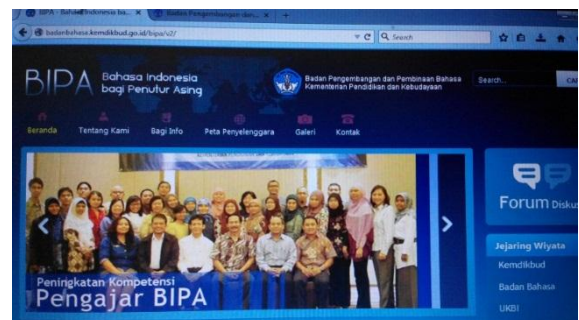 BIPA - Bahasa Indonesia ba... ×
Badan Pengembangan dan... ×
+
badanbahasa.kemdikbud.go.id/bipa/v2/
Search
BIPA Bahasa Indonesia
bagi Penutur Asing
Badan Pengembangan dan Pembinaan Bahasa
Kementerian Pendidikan dan Kebudayaan
Search...
CA
Beranda Tentang Kami Bagi Info Peta Penyelenggara Galeri Kontak
Forum Diskus
Peningkatan Kompetensi
Pengajar BIPA
Jejaring Wiyata
Kemdikbud
Badan Bahasa
UKBI